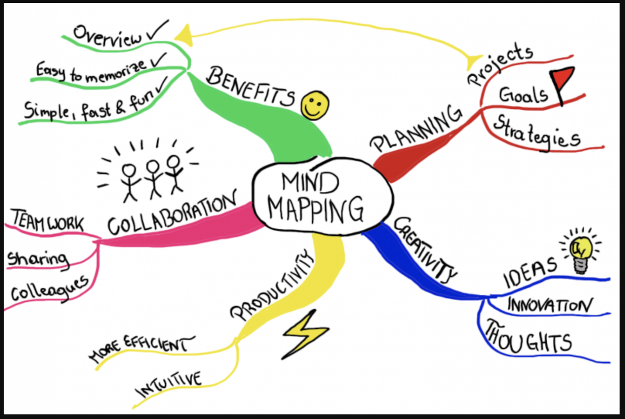 MIND
MAPPING
BENEFITS
Overview
Easy to memorize
Simple, fast & fun
PLANNING
Projects
Goals
Strategies
CREATIVITY
IDEAS
INNOVATION
THOUGHTS
PRODUCTIVITY
MORE EFFICIENT
INTUITIVE
COLLABORATION
TEAMWORK
Sharing
Colleagues